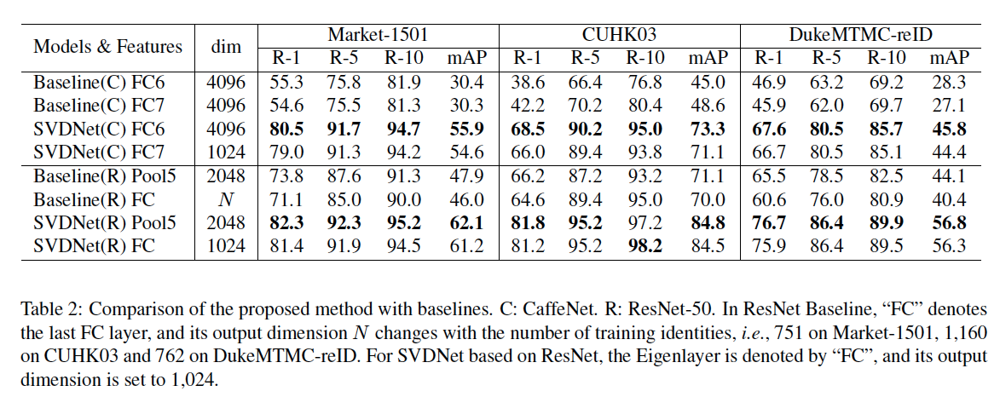 Models & Features dim Market-1501 CUHK03 DukeMTMC-reID
R-1 R-5 R-10 mAP R-1 R-5 R-10 mAP R-1 R-5 R-10 mAP
Baseline(C) FC6 4096 55.3 75.8 81.9 30.4 38.6 66.4 76.8 45.0 46.9 63.2 69.2 28.3
Baseline(C) FC7 4096 54.6 75.5 81.3 30.3 42.2 70.2 80.4 48.6 45.9 62.0 69.7 27.1
SVDNet(C) FC6 4096 80.5 91.7 94.7 55.9 68.5 90.2 95.0 73.3 67.6 80.5 85.7 45.8
SVDNet(C) FC7 1024 79.0 91.3 94.2 54.6 66.0 89.4 93.8 71.1 66.7 80.5 85.1 44.4
Baseline(R) Pool5 2048 73.8 87.6 91.3 47.9 66.2 87.2 93.2 71.1 65.5 78.5 82.5 44.1
Baseline(R) FC N 71.1 85.0 90.0 46.0 64.6 89.4 95.0 70.0 60.6 76.0 80.9 40.4
SVDNet(R) Pool5 2048 82.3 92.3 95.2 62.1 81.8 95.2 97.2 84.8 76.7 86.4 89.9 56.8
SVDNet(R) FC 1024 81.4 91.9 94.5 61.2 81.2 95.2 98.2 84.5 75.9 86.4 89.5 56.3
Table 2: Comparison of the proposed method with baselines. C: CaffeNet. R: ResNet-50. In ResNet Baseline, “FC” denotes
the last FC layer, and its output dimension N changes with the number of training identities, i.e., 751 on Market-1501, 1,160
on CUHK03 and 762 on DukeMTMC-reID. For SVDNet based on ResNet, the Eigenlayer is denoted by “FC”, and its output
dimension is set to 1,024.